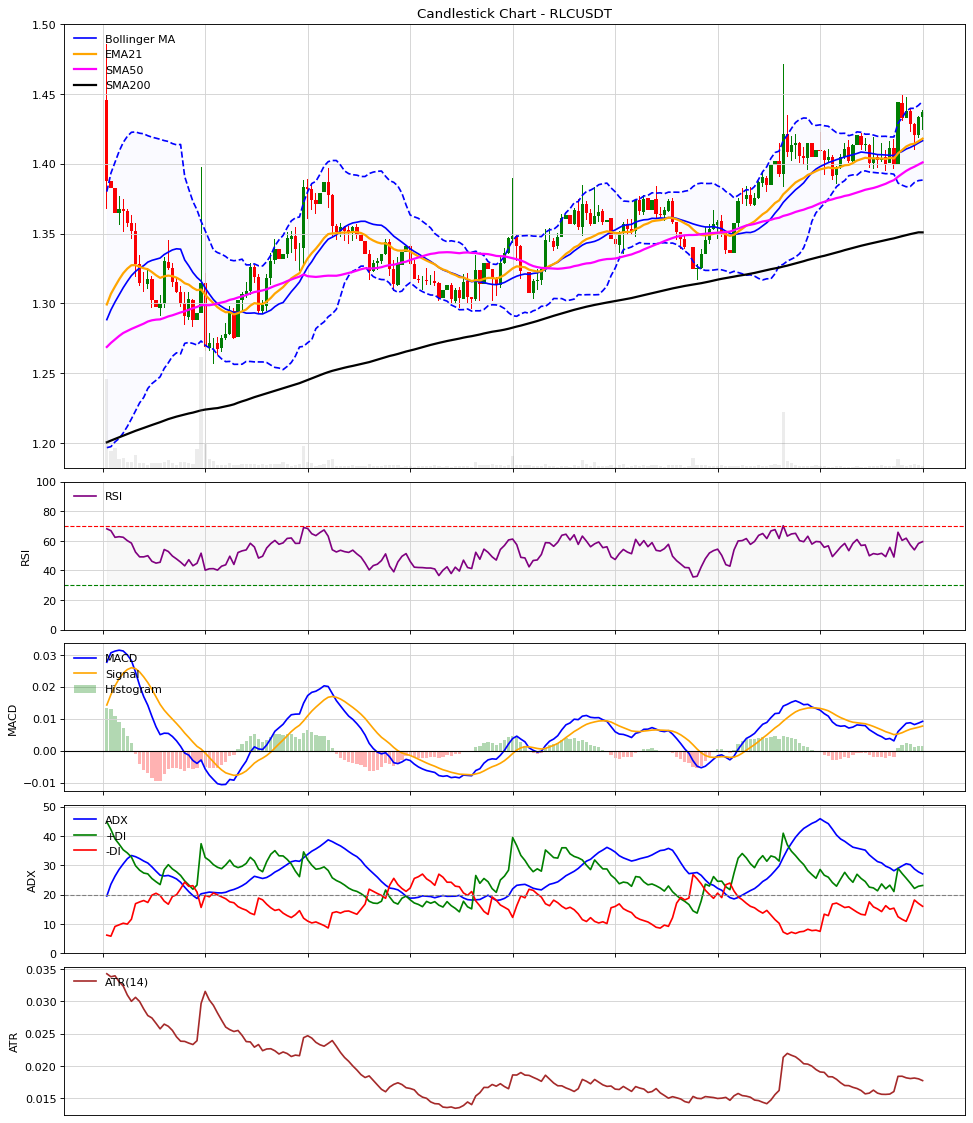 Candlestick Chart - RLCUSDT
1.50
1.45
1.40
1.35
1.30
1.25
1.20
Bollinger MA
EMA21
SMA50
SMA200
100
80
60
40
20
0
RSI
RSI
0.03
0.02
0.01
0.00
−0.01
MACD
MACD
Signal
Histogram
50
40
30
20
10
0
ADX
ADX
+DI
-DI
0.035
0.030
0.025
0.020
0.015
ATR
ATR(14)